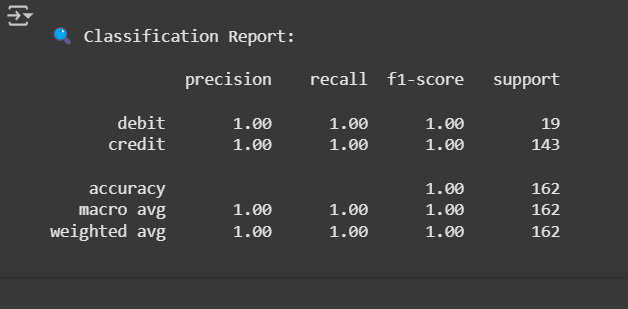 🔍 Classification Report:
precision recall f1-score support
debit 1.00 1.00 1.00 19
credit 1.00 1.00 1.00 143
accuracy 1.00 162
macro avg 1.00 1.00 1.00 162
weighted avg 1.00 1.00 1.00 162